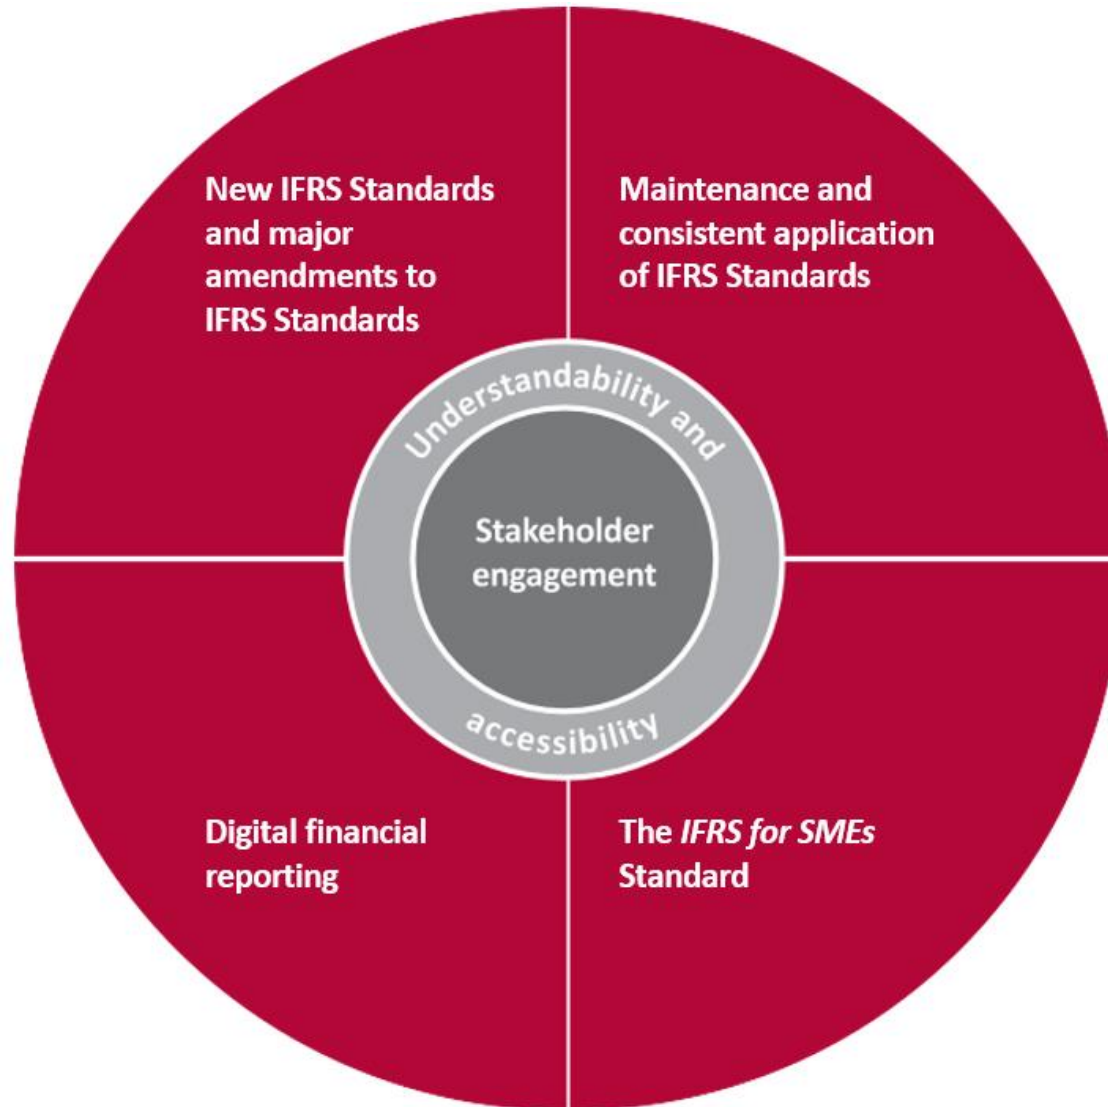 New IFRS Standards
and major
amendments to
IFRS Standards
Maintenance and
consistent application
of IFRS Standards
Understandability and
accessibility
Stakeholder
engagement
Digital financial
reporting
The IFRS for SMEs
Standard